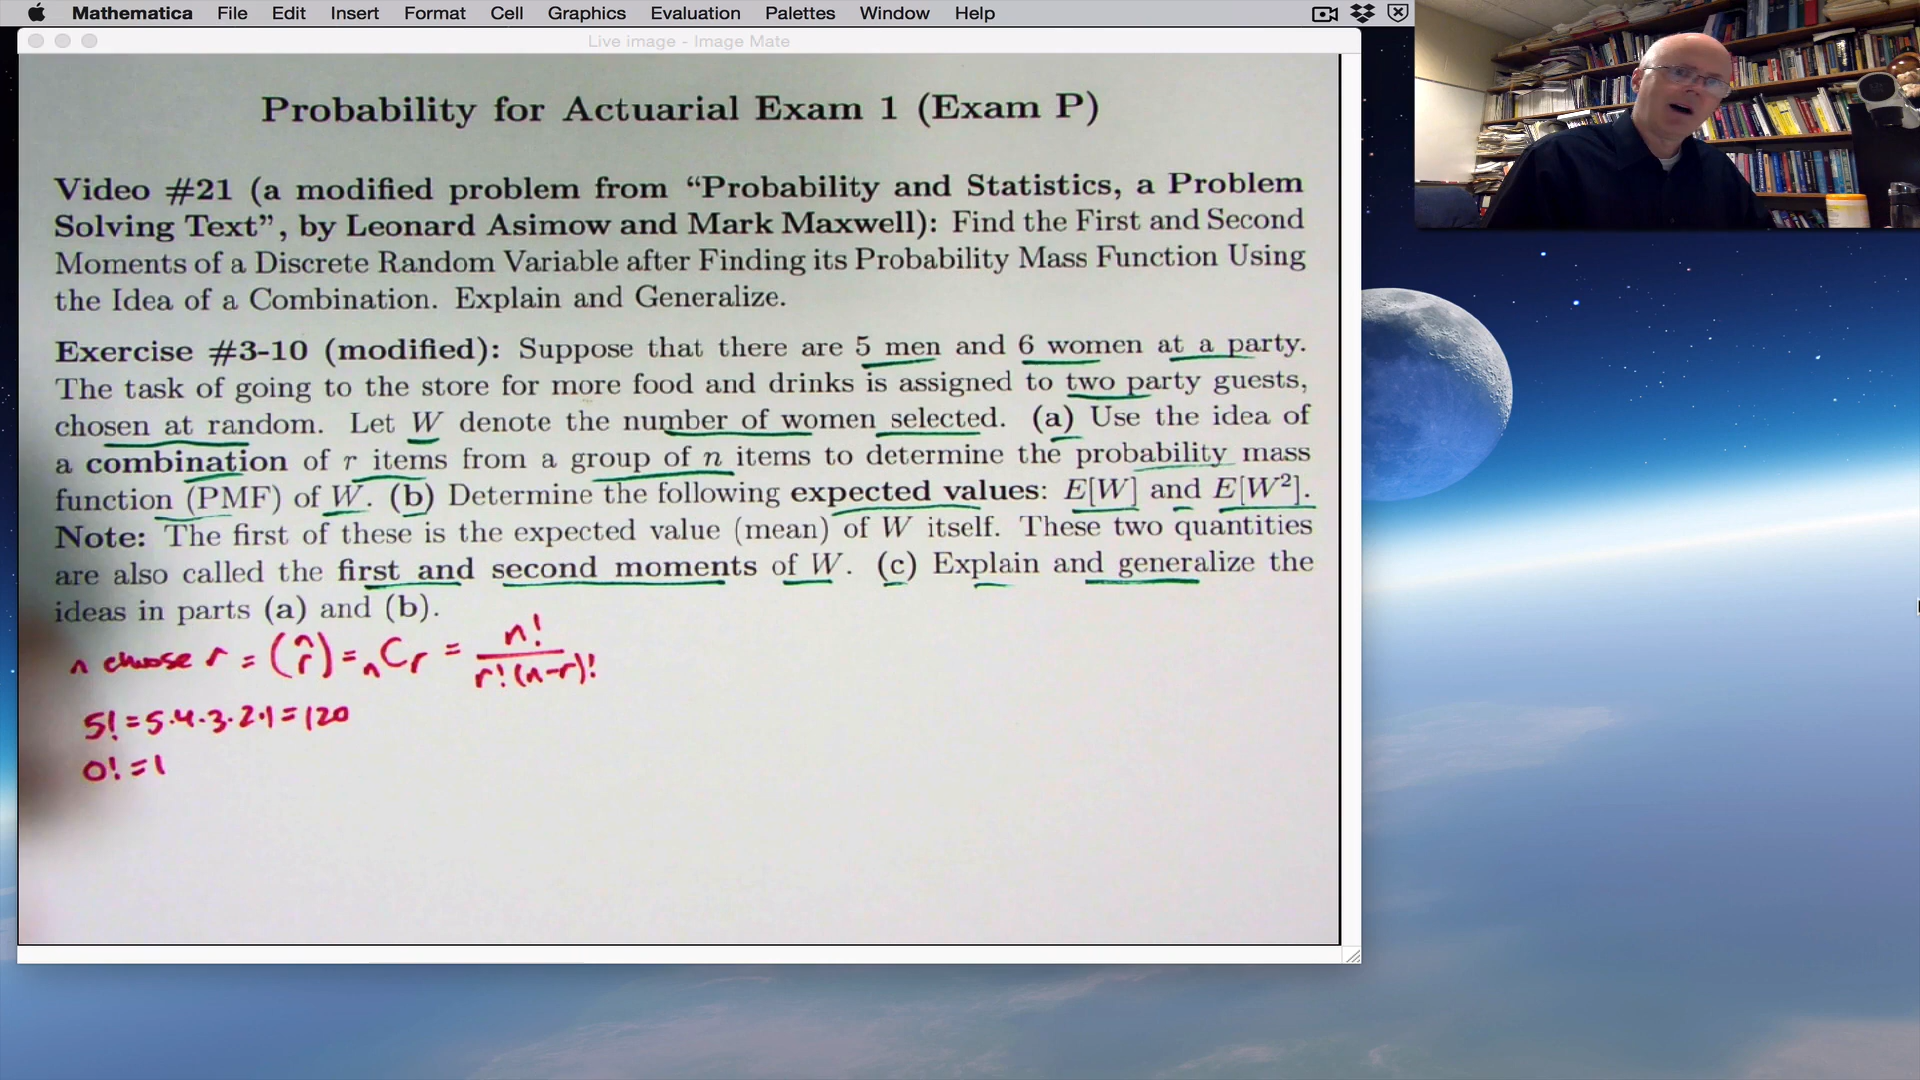 Mathematica File Edit Insert Format Cell Graphics Evaluation Palettes Window Help
Live image - Image Mate
Probability for Actuarial Exam 1 (Exam P)
Video #21 (a modified problem from “Probability and Statistics, a Problem
Solving Text”, by Leonard Asimow and Mark Maxwell): Find the First and Second
Moments of a Discrete Random Variable after Finding its Probability Mass Function Using
the Idea of a Combination. Explain and Generalize.
Exercise #3-10 (modified): Suppose that there are 5 men and 6 women at a party.
The task of going to the store for more food and drinks is assigned to two party guests,
chosen at random. Let W denote the number of women selected. (a) Use the idea of
a combination of r items from a group of n items to determine the probability mass
function (PMF) of W. (b) Determine the following expected values: E[W] and E[W²].
Note: The first of these is the expected value (mean) of W itself. These two quantities
are also called the first and second moments of W. (c) Explain and generalize the
ideas in parts (a) and (b).
n choose r = (n r) = nCr = n! / r!(n-r)!
5! = 5·4·3·2·1 = 120
0! = 1